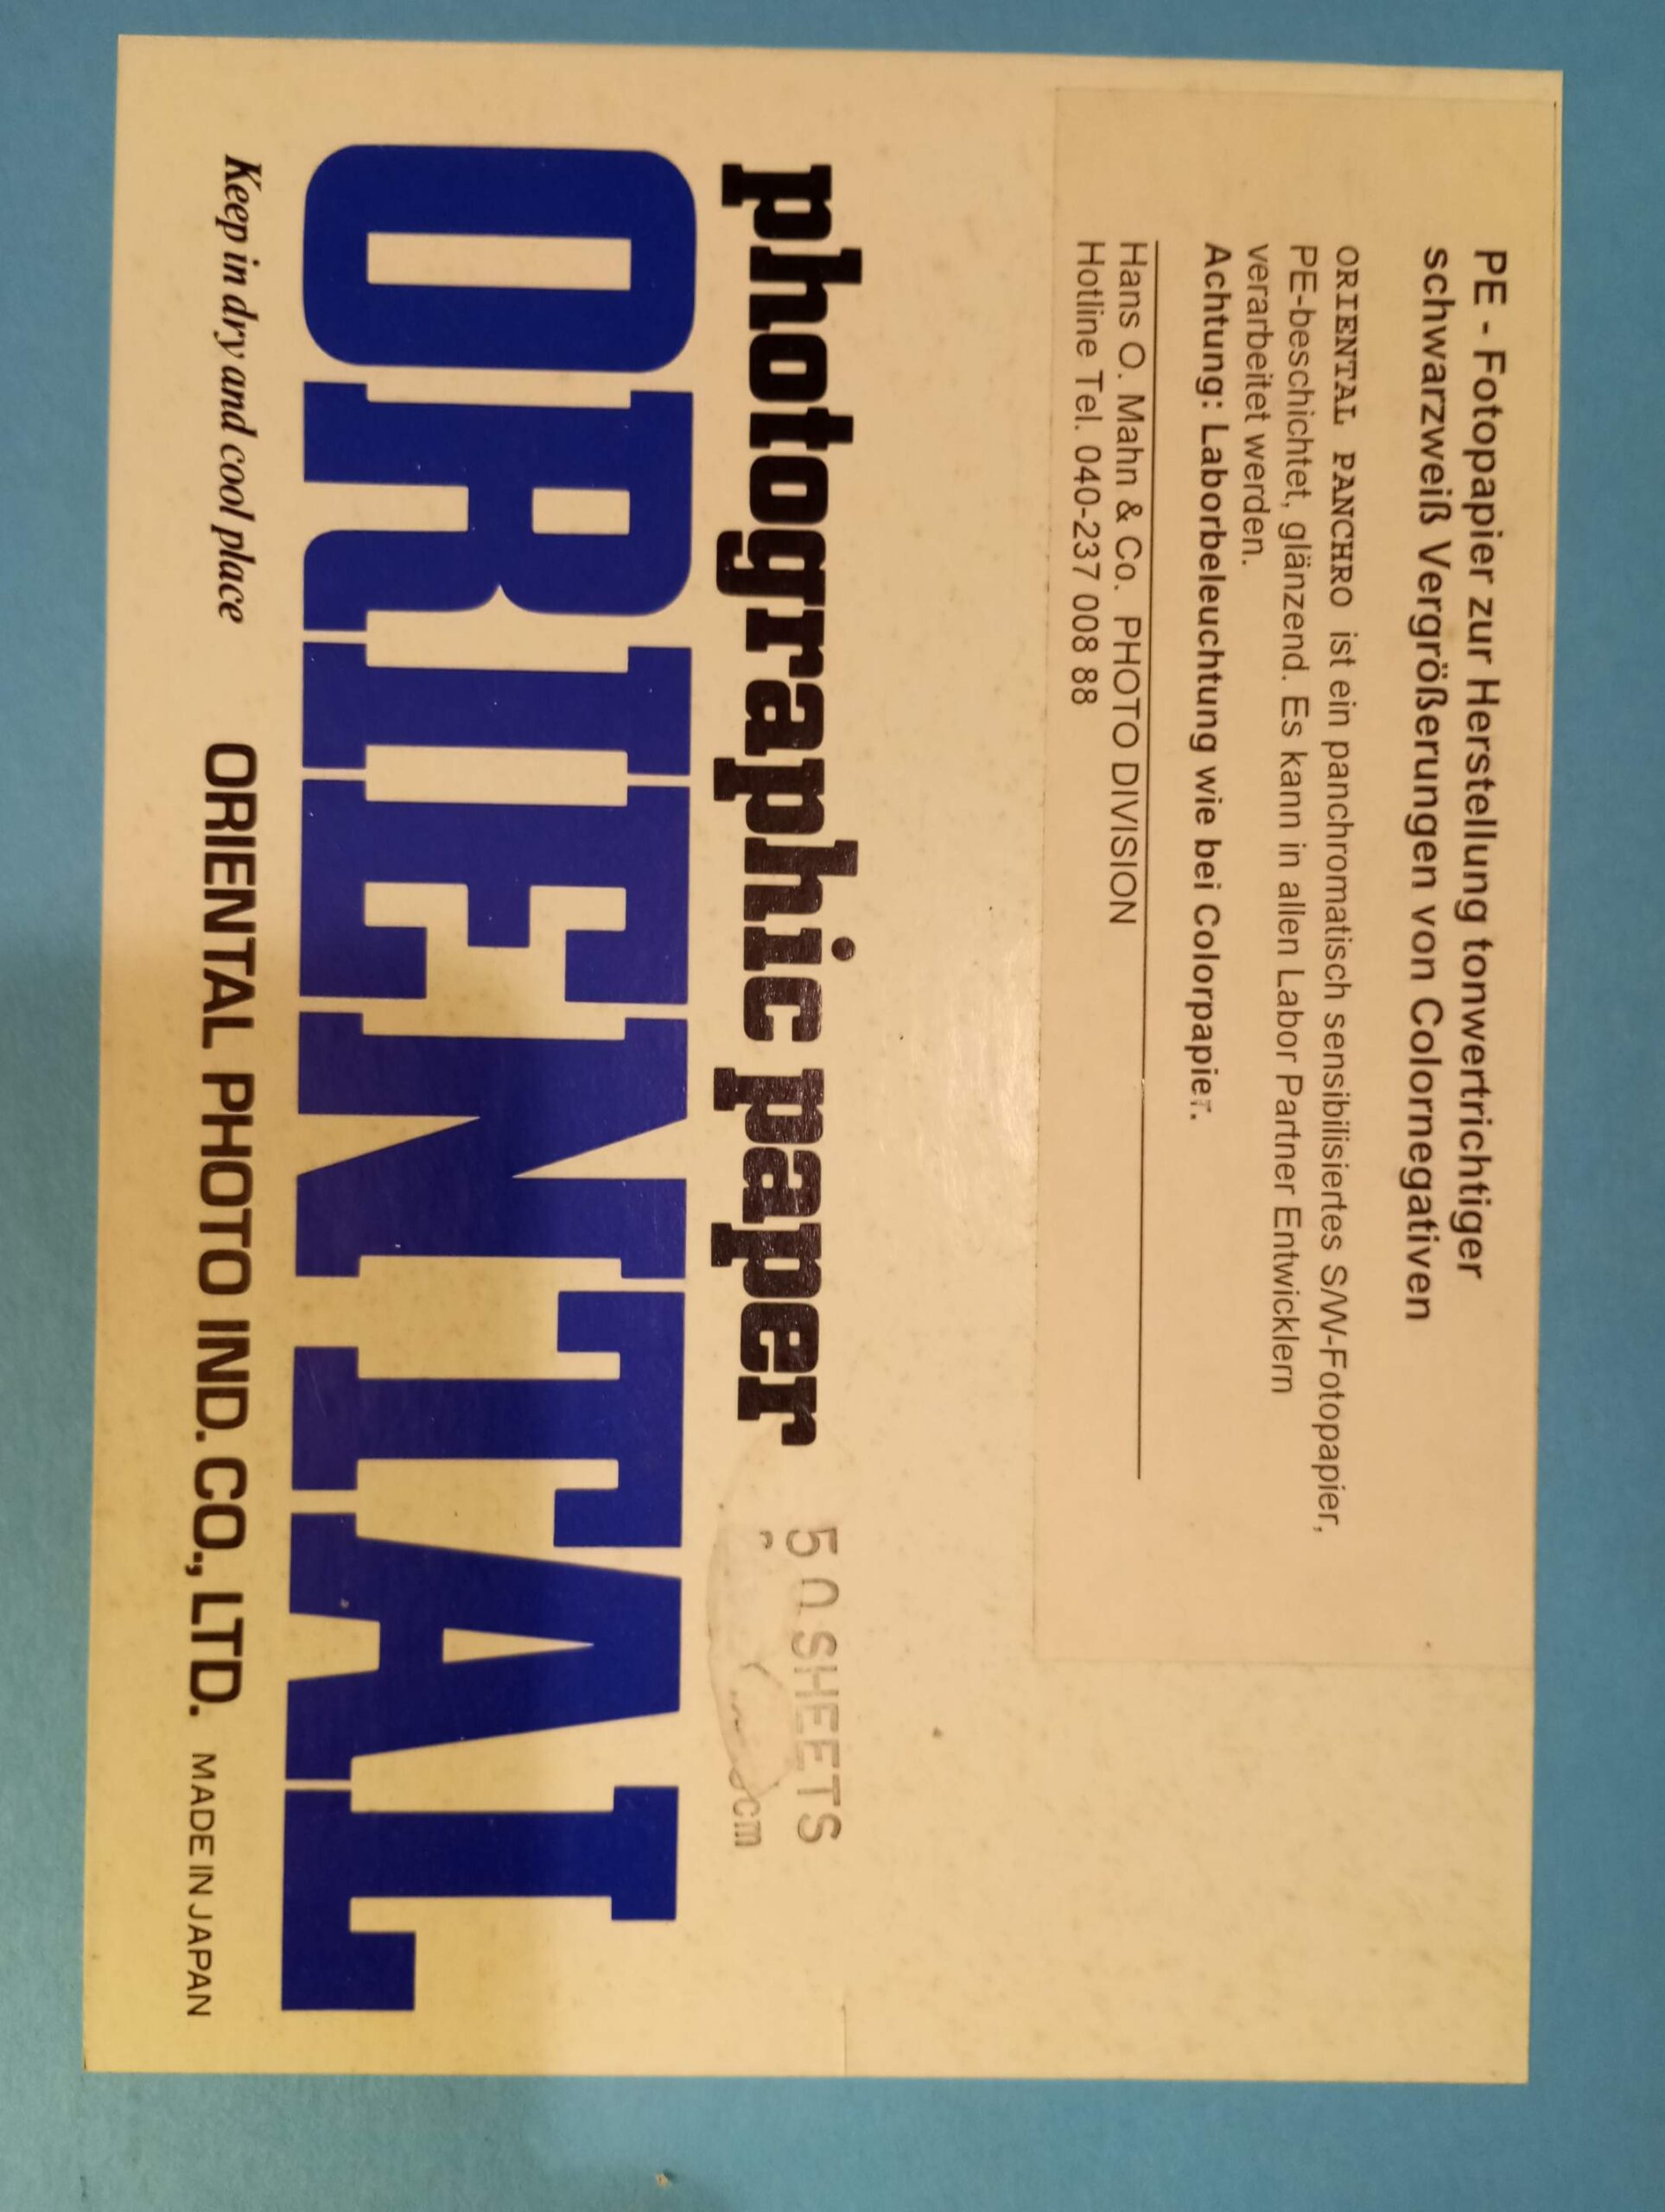 PE - Fotopapier zur Herstellung tonwertrichtiger
schwarzweiß Vergrößerungen von Colornegativen
ORIENTAL PANCHRO ist ein panchromatisch sensibilisiertes S/W-Fotopapier,
PE-beschichtet, glänzend. Es kann in allen Labor Partner Entwicklern
verarbeitet werden.
Achtung: Laborbeleuchtung wie bei Colorpapier.
Hans O. Mahn & Co. PHOTO DIVISION
Hotline Tel. 040-237 008 88
photographic paper
50 SHEETS
cm
ORIENTAL
Keep in dry and cool place ORIENTAL PHOTO IND. CO., LTD. MADE IN JAPAN